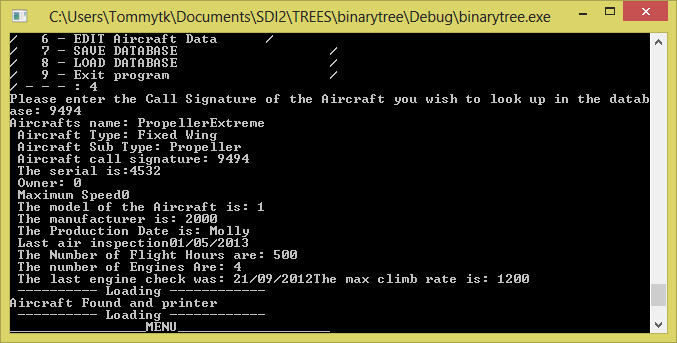 C:\Users\Tommytk\Documents\SDI2\TREES\binarytree\Debug\binarytree.exe
/   6 - EDIT Aircraft Data      /
/   7 - SAVE DATABASE                   /
/   8 - LOAD DATABASE                   /
/   9 - Exit program                    /
/ - - - : 4
Please enter the Call Signature of the Aircraft you wish to look up in the datab
ase: 9494
Aircrafts name: PropellerExtreme
 Aircraft Type: Fixed Wing
 Aircraft Sub Type: Propeller
 Aircraft call signature: 9494
 The serial is:4532
 Owner: 0
 Maximum Speed0
 The model of the Aircraft is: 1
 The manufacturer is: 2000
 The Production Date is: Molly
 Last air inspection01/05/2013
 The Number of Flight Hours are: 500
 The number of Engines Are: 4
 The last engine check was: 21/09/2012The max climb rate is: 1200
 ---------- Loading ------------
Aircraft Found and printer
 ---------- Loading ------------
_________________MENU___________________